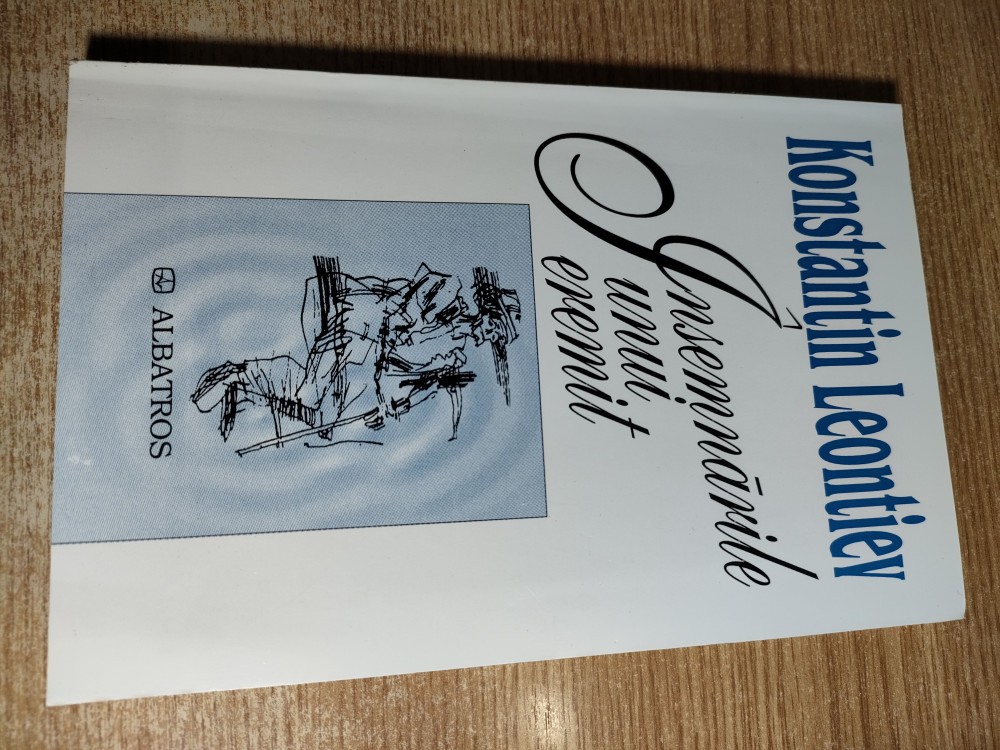 Konstantin Leontiev
Însemnările
unui
eremit
ALBATROS